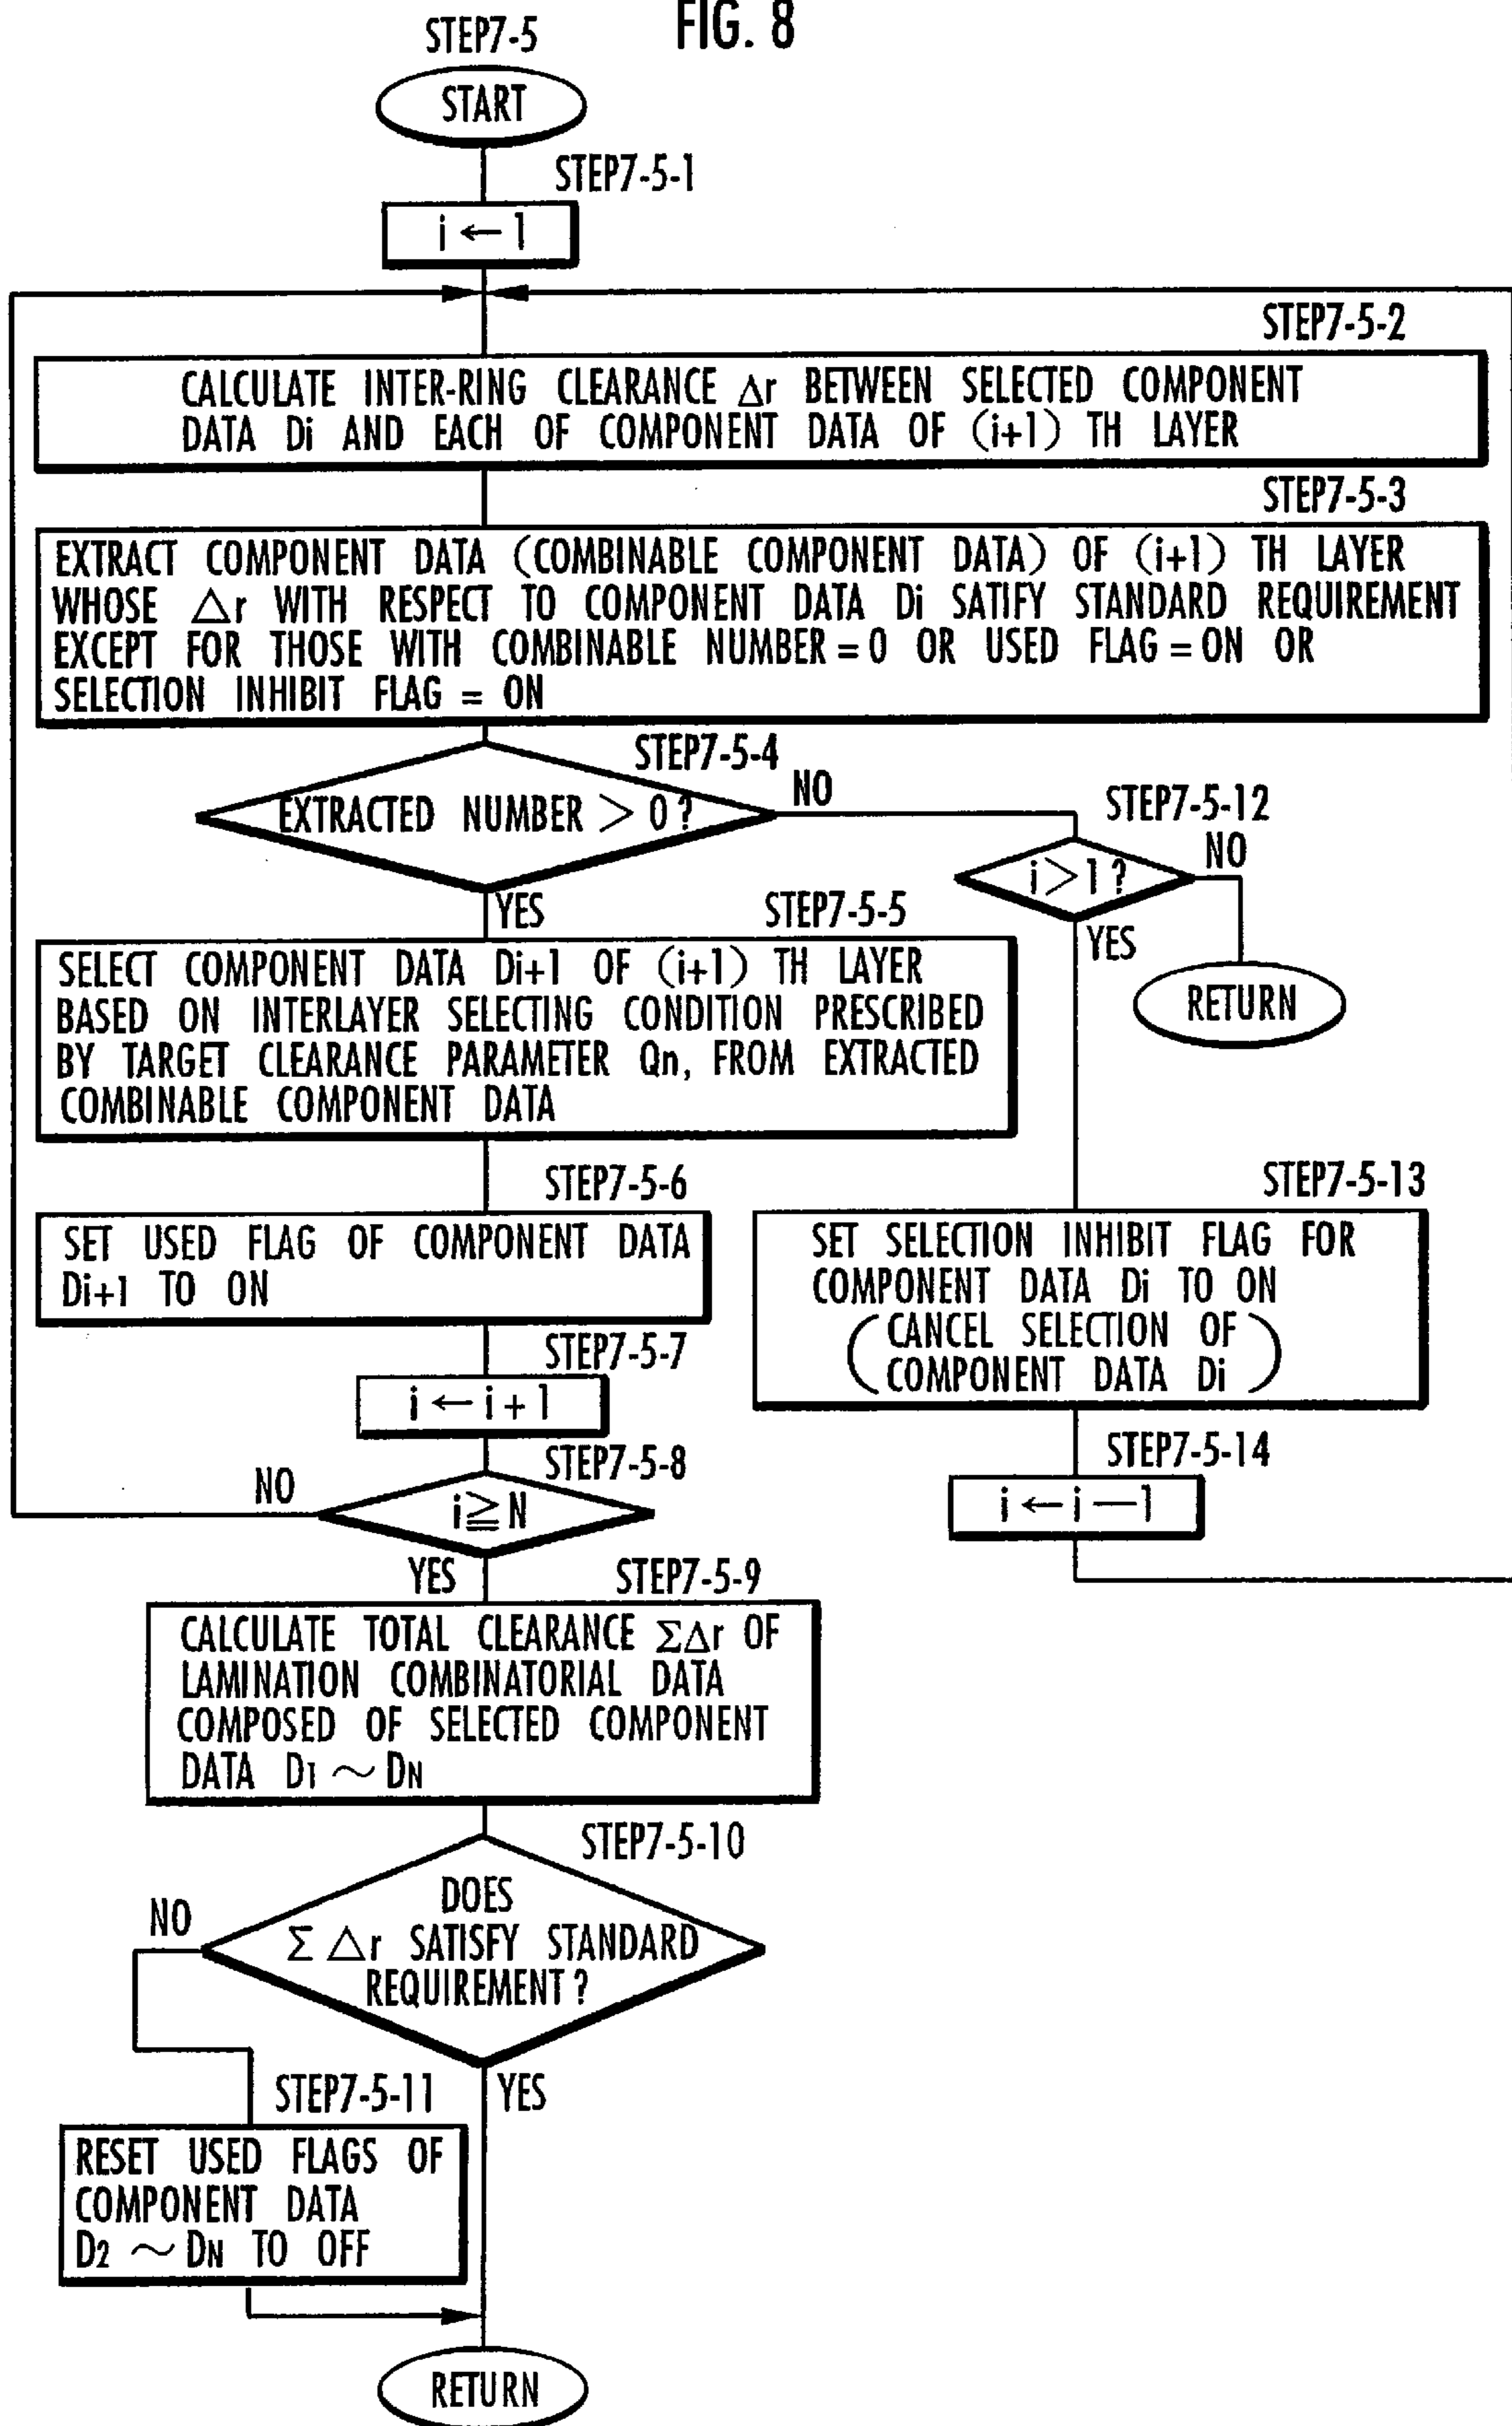 FIG. 8
STEP7-5
START
STEP7-5-1
i ← 1
STEP7-5-2
CALCULATE INTER-RING CLEARANCE △r BETWEEN SELECTED COMPONENT
DATA Di AND EACH OF COMPONENT DATA OF (i+1) TH LAYER
STEP7-5-3
EXTRACT COMPONENT DATA (COMBINABLE COMPONENT DATA) OF (i+1) TH LAYER
WHOSE △r WITH RESPECT TO COMPONENT DATA Di SATIFY STANDARD REQUIREMENT
EXCEPT FOR THOSE WITH COMBINABLE NUMBER = 0 OR USED FLAG = ON OR
SELECTION INHIBIT FLAG = ON
STEP7-5-4
EXTRACTED NUMBER > 0 ?
NO
YES
STEP7-5-12
i > 1 ?
NO
YES
RETURN
STEP7-5-5
SELECT COMPONENT DATA Di+1 OF (i+1) TH LAYER
BASED ON INTERLAYER SELECTING CONDITION PRESCRIBED
BY TARGET CLEARANCE PARAMETER Qn, FROM EXTRACTED
COMBINABLE COMPONENT DATA
STEP7-5-6
SET USED FLAG OF COMPONENT DATA
Di+1 TO ON
STEP7-5-13
SET SELECTION INHIBIT FLAG FOR
COMPONENT DATA Di TO ON
(CANCEL SELECTION OF
COMPONENT DATA Di)
STEP7-5-7
i ← i + 1
STEP7-5-14
i ← i — 1
STEP7-5-8
i ≧ N
NO
YES
STEP7-5-9
CALCULATE TOTAL CLEARANCE Σ△r OF
LAMINATION COMBINATORIAL DATA
COMPOSED OF SELECTED COMPONENT
DATA D1 ～ DN
STEP7-5-10
DOES
Σ △r SATISFY STANDARD
REQUIREMENT ?
NO
YES
STEP7-5-11
RESET USED FLAGS OF
COMPONENT DATA
D2 ～ DN TO OFF
RETURN